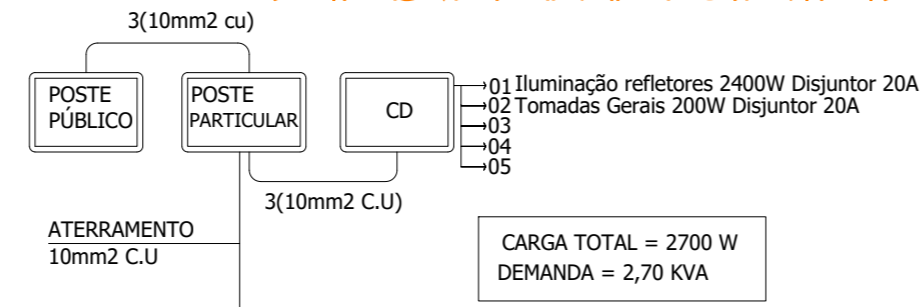 3(10mm2 cu)
POSTE
PÚBLICO
POSTE
PARTICULAR
CD
01 Iluminação refletores 2400W Disjuntor 20A
02 Tomadas Gerais 200W Disjuntor 20A
03
04
05
3(10mm2 C.U)
ATERRAMENTO
10mm2 C.U
CARGA TOTAL = 2700 W
DEMANDA = 2,70 KVA